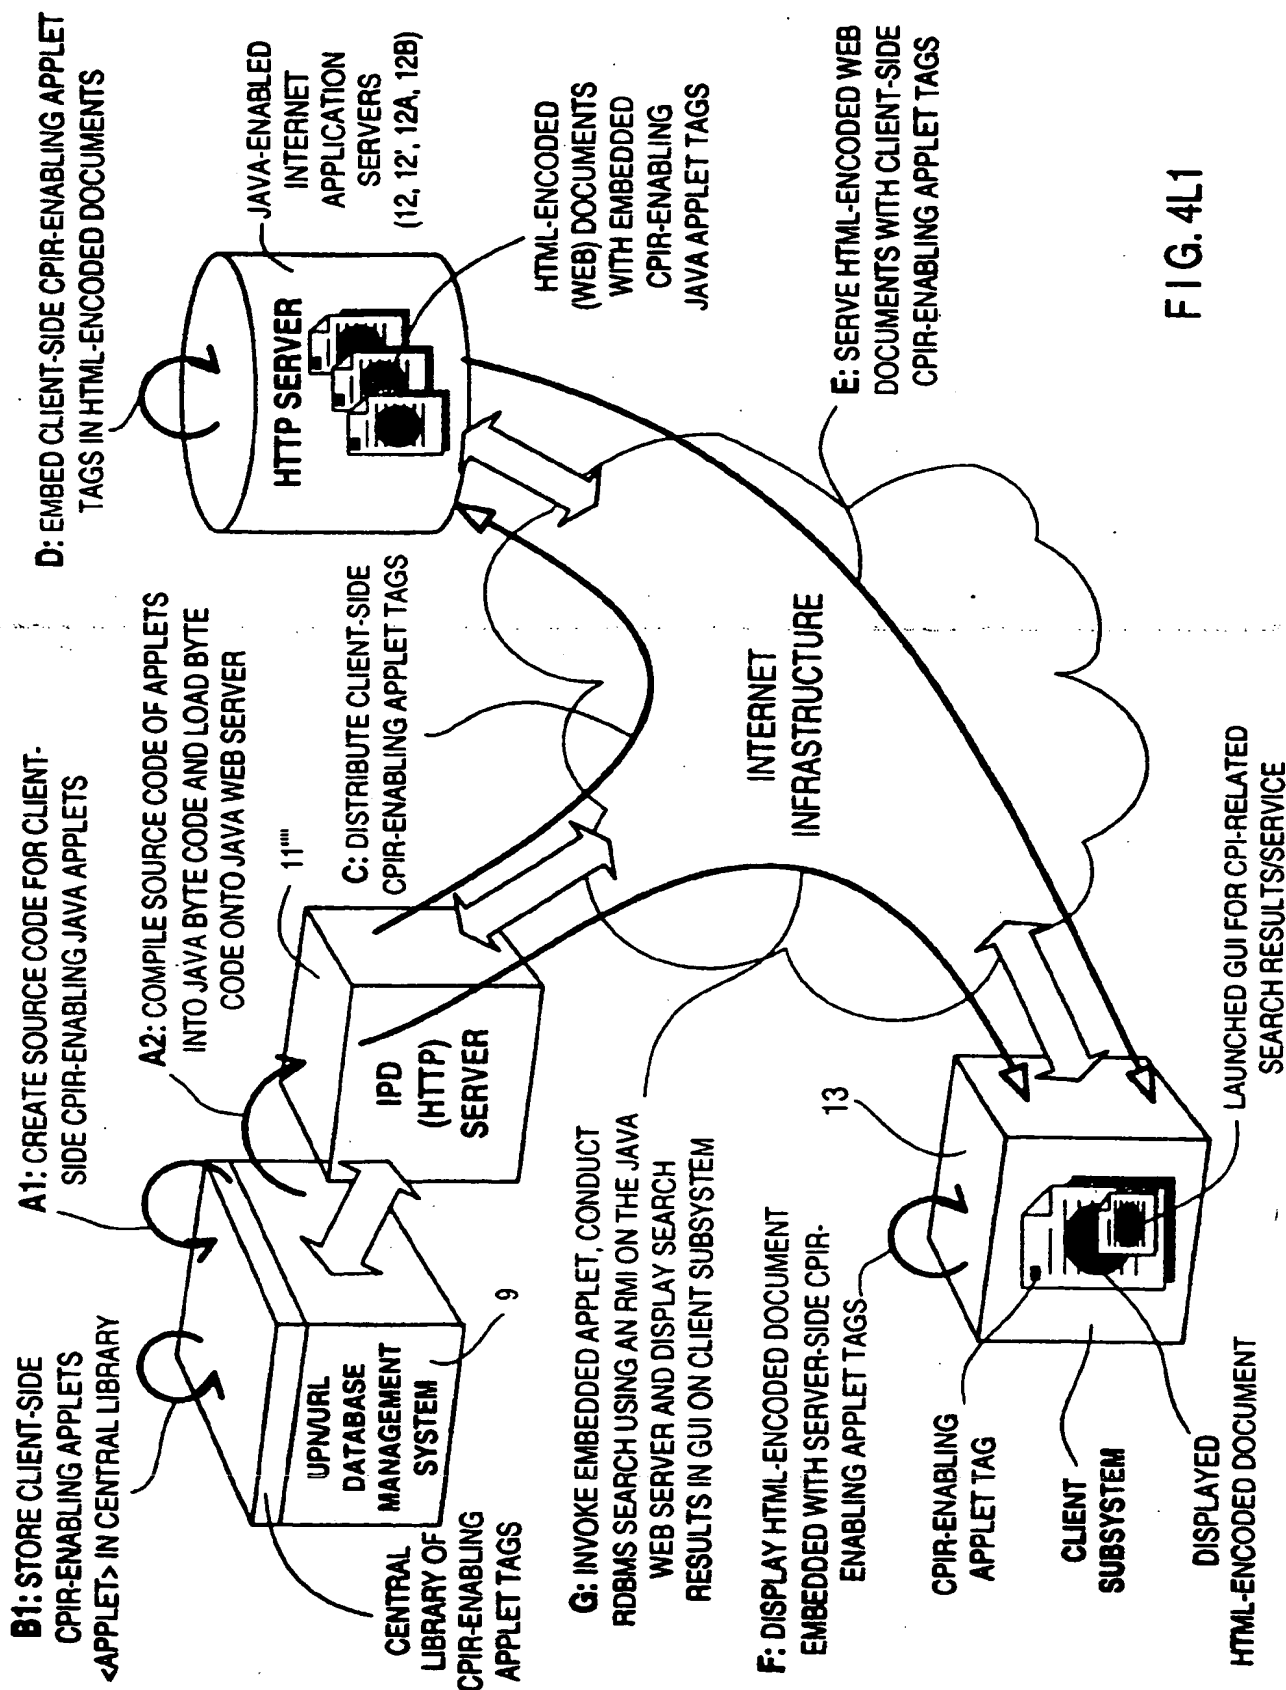 B1: STORE CLIENT-SIDE
CPIR-ENABLING APPLETS
<APPLET> IN CENTRAL LIBRARY
A1: CREATE SOURCE CODE FOR CLIENT-
SIDE CPIR-ENABLING JAVA APPLETS
A2: COMPILE SOURCE CODE OF APPLETS
INTO JAVA BYTE CODE AND LOAD BYTE
CODE ONTO JAVA WEB SERVER
D: EMBED CLIENT-SIDE CPIR-ENABLING APPLET
TAGS IN HTML-ENCODED DOCUMENTS
UPN/URL
DATABASE
MANAGEMENT
SYSTEM
9
CENTRAL
LIBRARY OF
CPIR-ENABLING
APPLET TAGS
IPD
(HTTP)
SERVER
11""
C: DISTRIBUTE CLIENT-SIDE
CPIR-ENABLING APPLET TAGS
HTTP SERVER
JAVA-ENABLED
INTERNET
APPLICATION
SERVERS
(12, 12', 12A, 12B)
HTML-ENCODED
(WEB) DOCUMENTS
WITH EMBEDDED
CPIR-ENABLING
JAVA APPLET TAGS
G: INVOKE EMBEDDED APPLET, CONDUCT
RDBMS SEARCH USING AN RMI ON THE JAVA
WEB SERVER AND DISPLAY SEARCH
RESULTS IN GUI ON CLIENT SUBSYSTEM
INTERNET
INFRASTRUCTURE
E: SERVE HTML-ENCODED WEB
DOCUMENTS WITH CLIENT-SIDE
CPIR-ENABLING APPLET TAGS
F: DISPLAY HTML-ENCODED DOCUMENT
EMBEDDED WITH SERVER-SIDE CPIR-
ENABLING APPLET TAGS
13
CPIR-ENABLING
APPLET TAG
CLIENT
SUBSYSTEM
DISPLAYED
HTML-ENCODED DOCUMENT
LAUNCHED GUI FOR CPI-RELATED
SEARCH RESULTS/SERVICE
FIG. 4L1